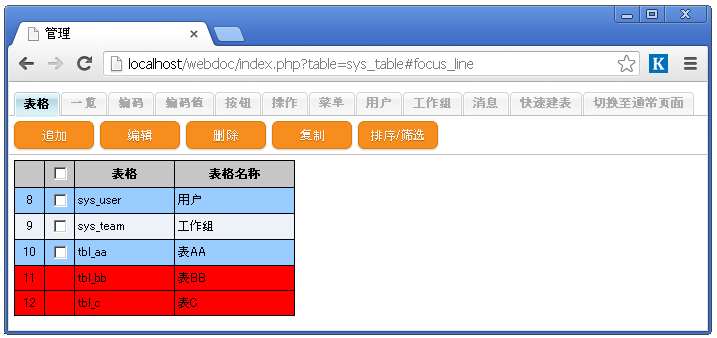 管理
localhost/webdoc/index.php?table=sys_table#focus_line
K
表格 一览 编码 编码值 按钮 操作 菜单 用户 工作组 消息 快速建表 切换至通常页面
追加 编辑 删除 复制 排序/筛选
表格 表格名称
8 sys_user 用户
9 sys_team 工作组
10 tbl_aa 表AA
11 tbl_bb 表BB
12 tbl_c 表C